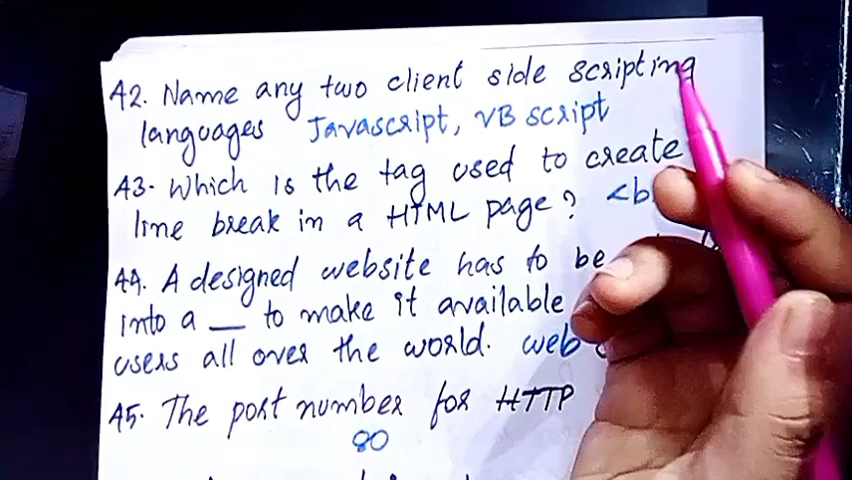 42. Name any two client side scripting
languages Javascript, VB script
43. Which is the tag used to create
line break in a HTML page? <b
44. A designed website has to be
into a __ to make it available
users all over the world. web
45. The port number for HTTP
80